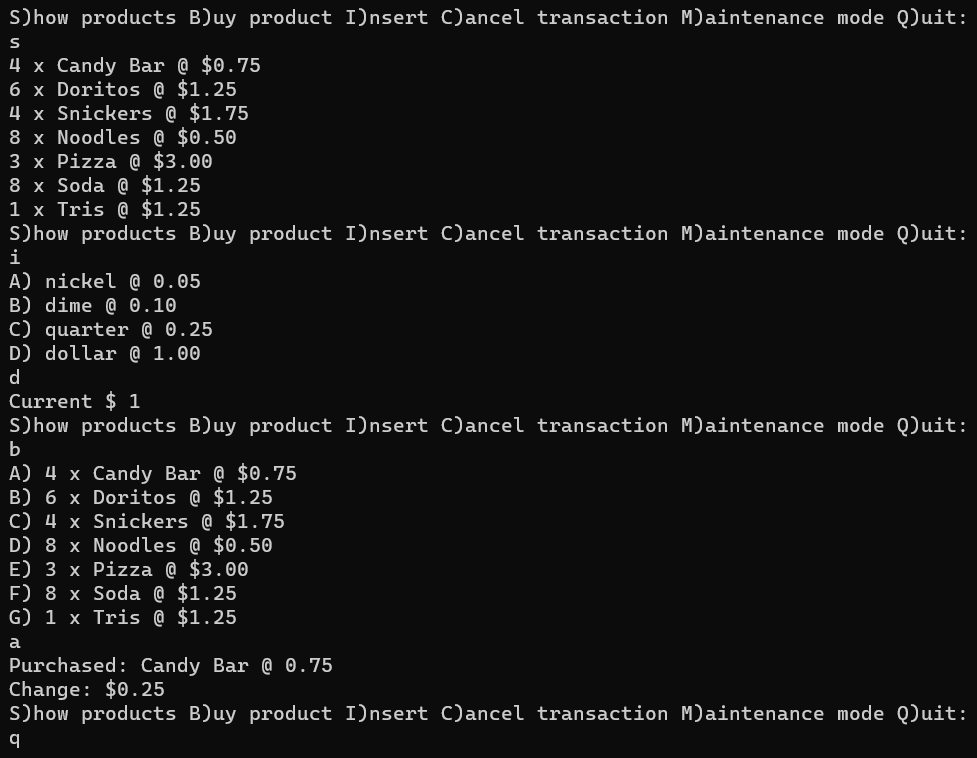 S)how products B)uy product I)nsert C)ancel transaction M)aintenance mode Q)uit:
s
4 x Candy Bar @ $0.75
6 x Doritos @ $1.25
4 x Snickers @ $1.75
8 x Noodles @ $0.50
3 x Pizza @ $3.00
8 x Soda @ $1.25
1 x Tris @ $1.25
S)how products B)uy product I)nsert C)ancel transaction M)aintenance mode Q)uit:
i
A) nickel @ 0.05
B) dime @ 0.10
C) quarter @ 0.25
D) dollar @ 1.00
d
Current $ 1
S)how products B)uy product I)nsert C)ancel transaction M)aintenance mode Q)uit:
b
A) 4 x Candy Bar @ $0.75
B) 6 x Doritos @ $1.25
C) 4 x Snickers @ $1.75
D) 8 x Noodles @ $0.50
E) 3 x Pizza @ $3.00
F) 8 x Soda @ $1.25
G) 1 x Tris @ $1.25
a
Purchased: Candy Bar @ 0.75
Change: $0.25
S)how products B)uy product I)nsert C)ancel transaction M)aintenance mode Q)uit:
q